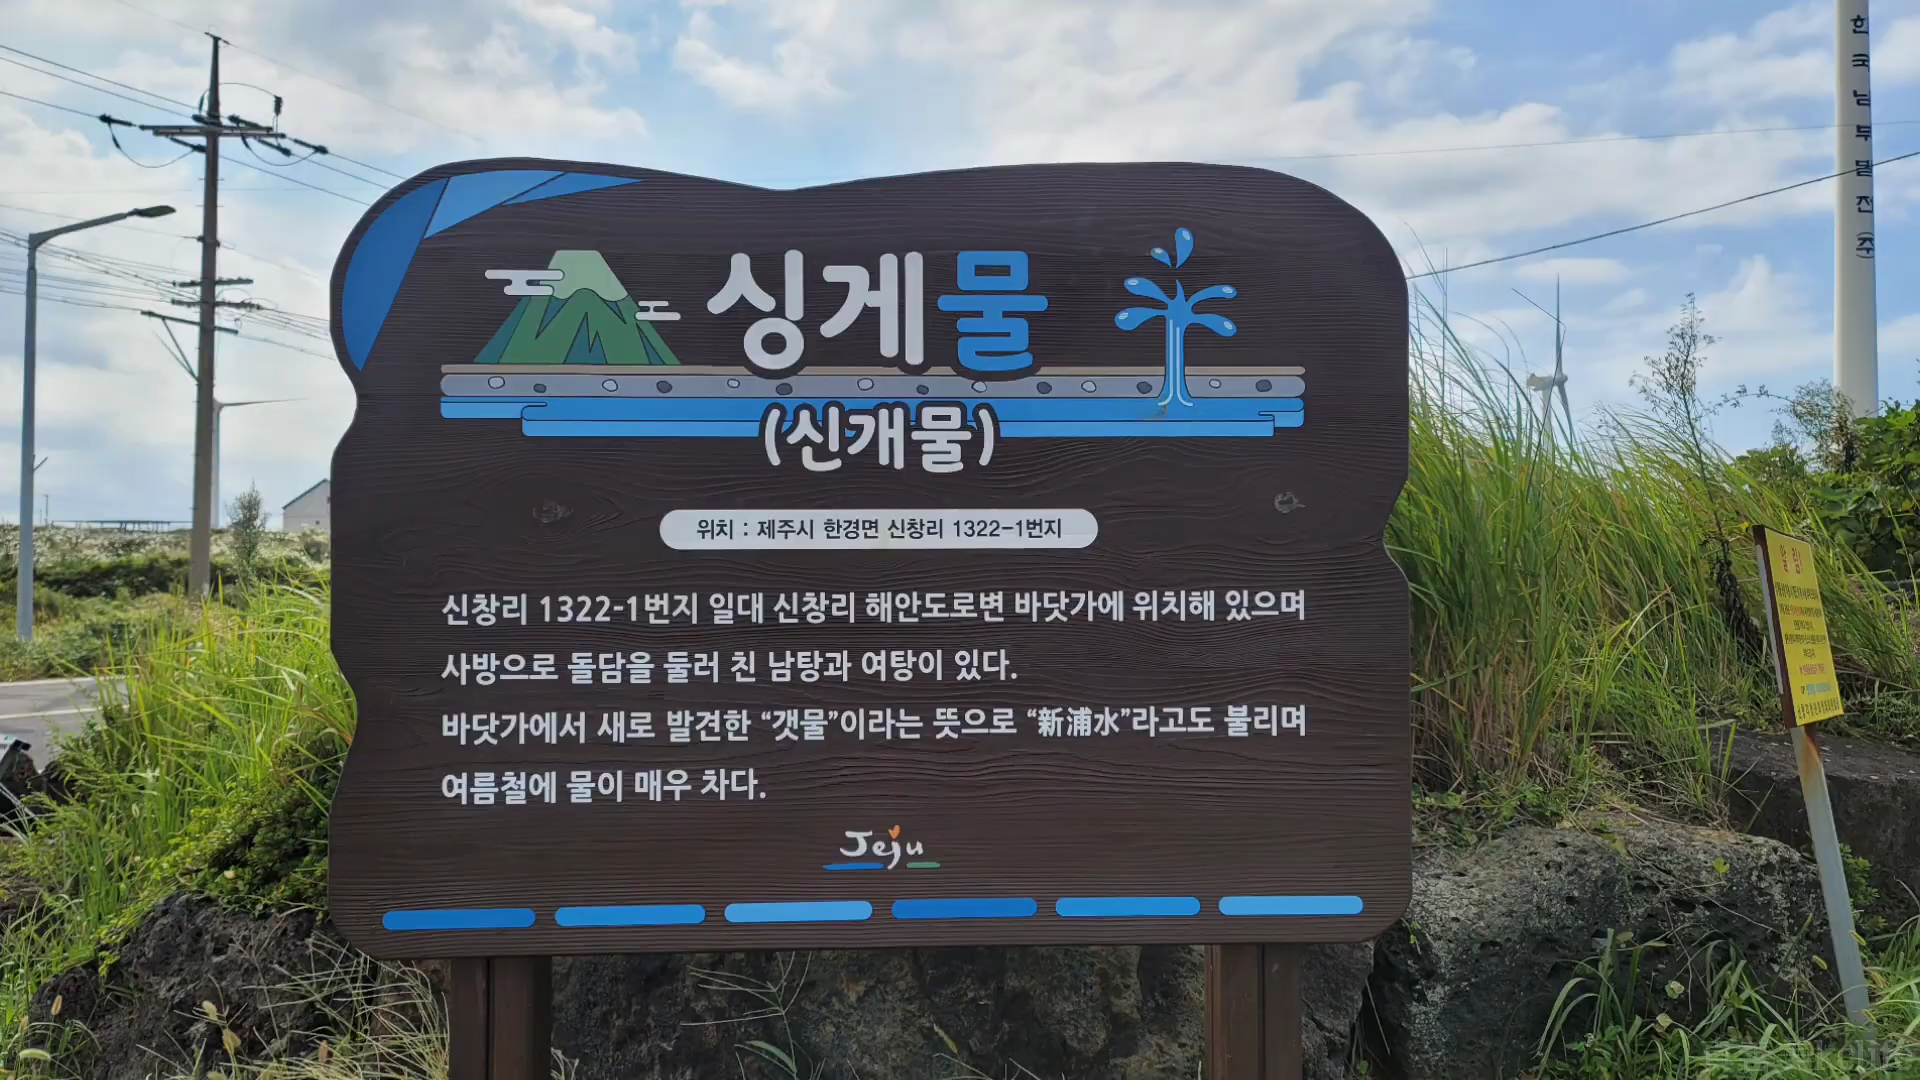 싱게물
(신개물)
위치 : 제주시 한경면 신창리 1322-1번지
신창리 1322-1번지 일대 신창리 해안도로변 바닷가에 위치해 있으며
사방으로 돌담을 둘러 친 남탕과 여탕이 있다.
바닷가에서 새로 발견한 “갯물”이라는 뜻으로 “新浦水”라고도 불리며
여름철에 물이 매우 차다.
Jeju
한국남부발전(주)
알림